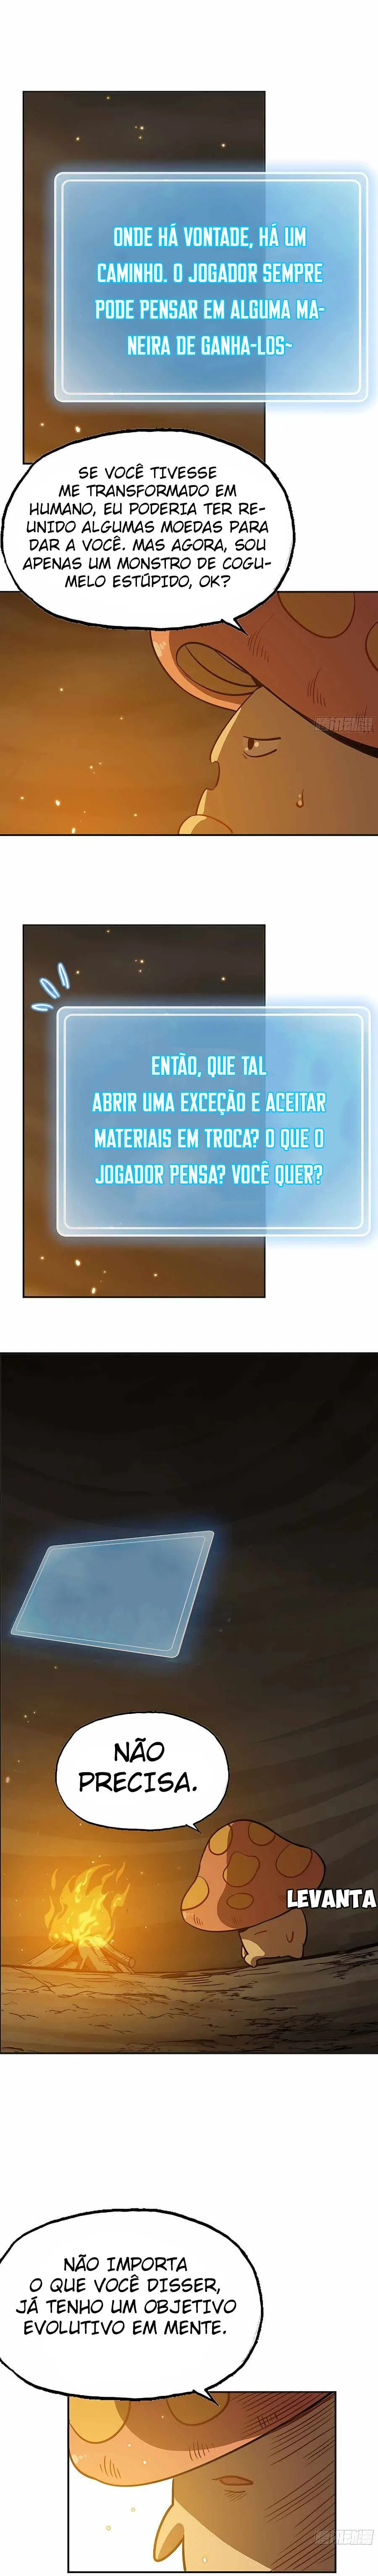 ONDE HÁ VONTADE, HÁ UM
CAMINHO. O JOGADOR SEMPRE
PODE PENSAR EM ALGUMA MA-
NEIRA DE GANHA-LOS~
SE VOCÊ TIVESSE
ME TRANSFORMADO EM
HUMANO, EU PODERIA TER RE-
UNIDO ALGUMAS MOEDAS PARA
DAR A VOCÊ. MAS AGORA, SOU
APENAS UM MONSTRO DE COGU-
MELO ESTÚPIDO, OK?
ENTÃO, QUE TAL
ABRIR UMA EXCEÇÃO E ACEITAR
MATERIAIS EM TROCA? O QUE O
JOGADOR PENSA? VOCÊ QUER?
NÃO
PRECISA.
LEVANTA
NÃO IMPORTA
O QUE VOCÊ DISSER,
JÁ TENHO UM OBJETIVO
EVOLUTIVO EM MENTE.